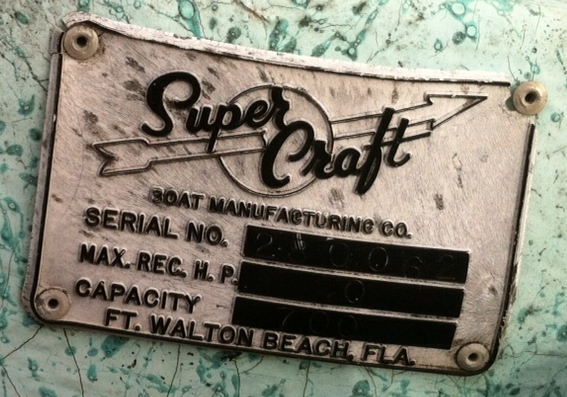 Super Craft
BOAT MANUFACTURING CO.
SERIAL NO.
MAX. REC. H. P.
CAPACITY
FT. WALTON BEACH, FLA.